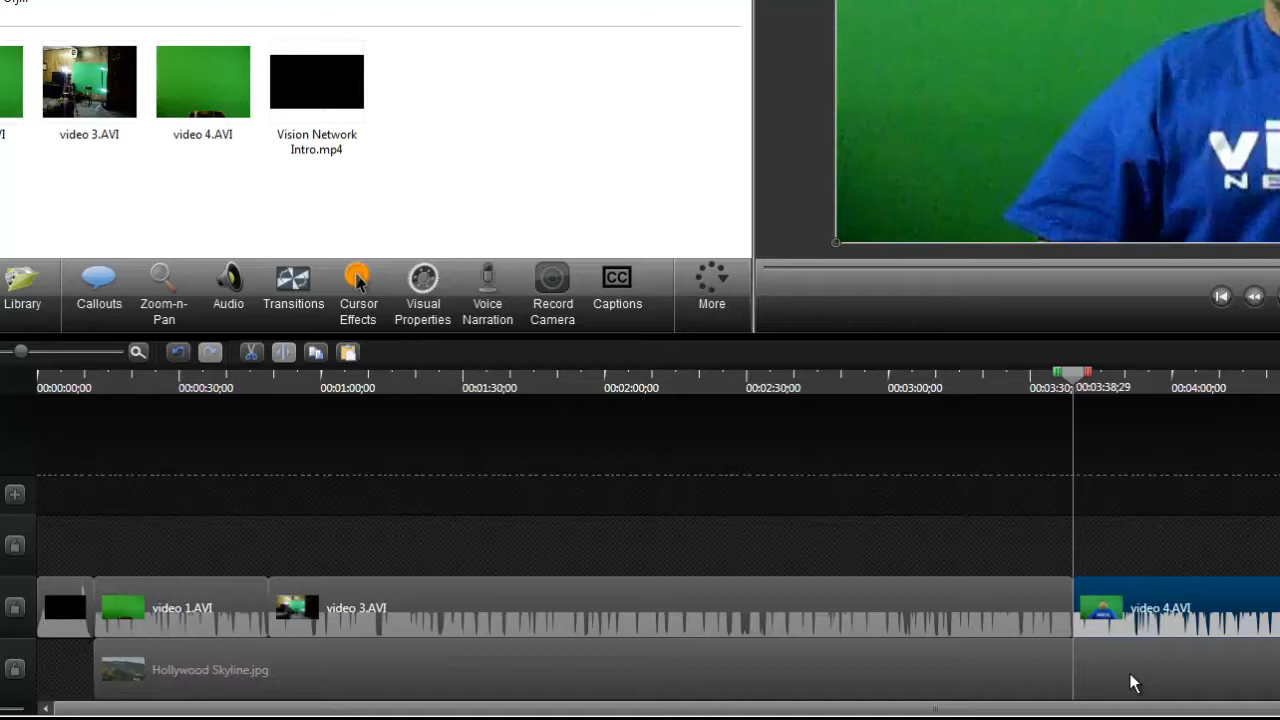 video 3.AVI
video 4.AVI
Vision Network
Intro.mp4
vi
NE
Library
Callouts
Zoom-n-
Pan
Audio
Transitions
Cursor
Effects
Visual
Properties
Voice
Narration
Record
Camera
CC
Captions
More
00:00:00;00
00:00:30;00
00:01:00;00
00:01:30;00
00:02:00;00
00:02:30;00
00:03:00;00
00:03:30;
00:03:38;29
00:04:00;00
video 1.AVI
video 3.AVI
video 4.AVI
Hollywood Skyline.jpg